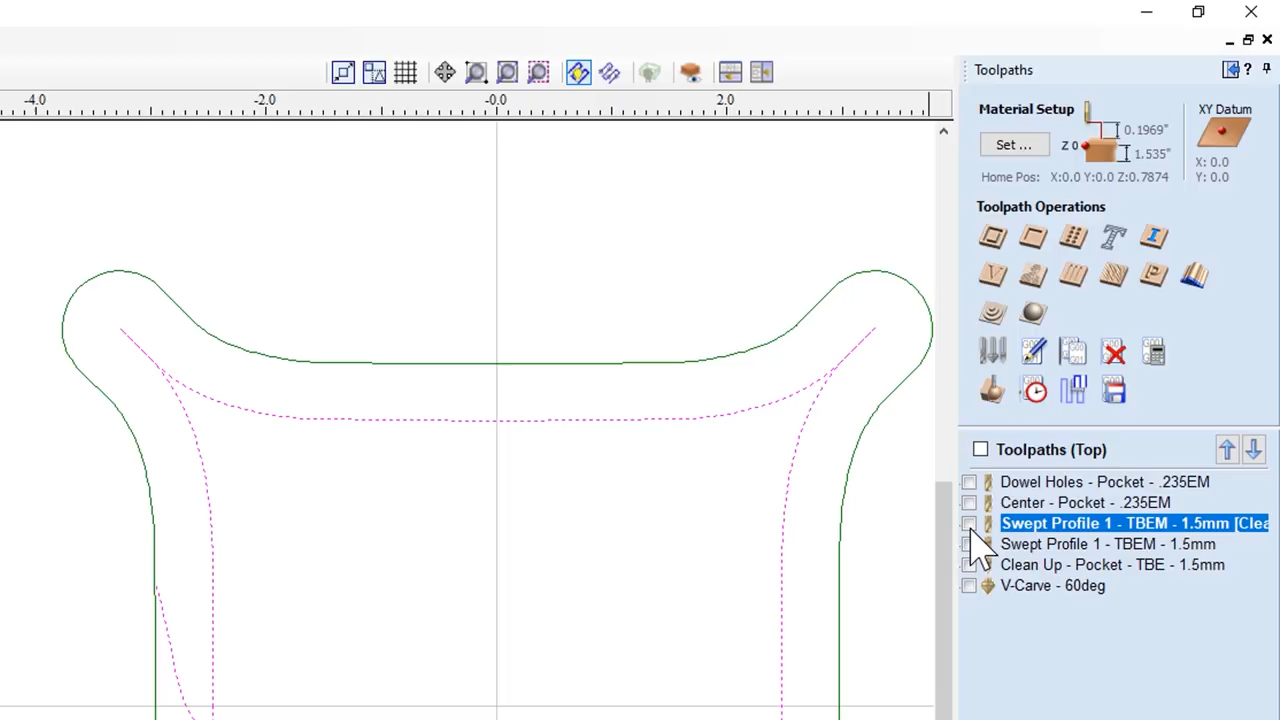 Toolpaths
?
-4.0
-2.0
-0.0
2.0
Material Setup
XY Datum
0.1969"
Set ...
Z 0
1.535"
X: 0.0
Y: 0.0
Home Pos: X:0.0 Y:0.0 Z:0.7874
Toolpath Operations
Toolpaths (Top)
Dowel Holes - Pocket - .235EM
Center - Pocket - .235EM
Swept Profile 1 - TBEM - 1.5mm [Clea
Swept Profile 1 - TBEM - 1.5mm
Clean Up - Pocket - TBE - 1.5mm
V-Carve - 60deg